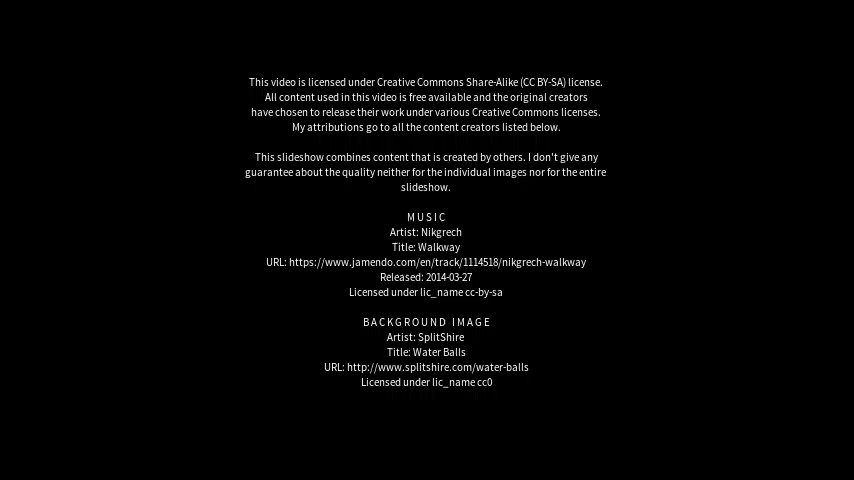 This video is licensed under Creative Commons Share-Alike (CC BY-SA) license.
All content used in this video is free available and the original creators
have chosen to release their work under various Creative Commons licenses.
My attributions go to all the content creators listed below.
This slideshow combines content that is created by others. I don't give any
guarantee about the quality neither for the individual images nor for the entire
slideshow.
MUSIC
Artist: Nikgrech
Title: Walkway
URL: https://www.jamendo.com/en/track/1114518/nikgrech-walkway
Released: 2014-03-27
Licensed under lic_name cc-by-sa
BACKGROUND IMAGE
Artist: SplitShire
Title: Water Balls
URL: http://www.splitshire.com/water-balls
Licensed under lic_name cc0